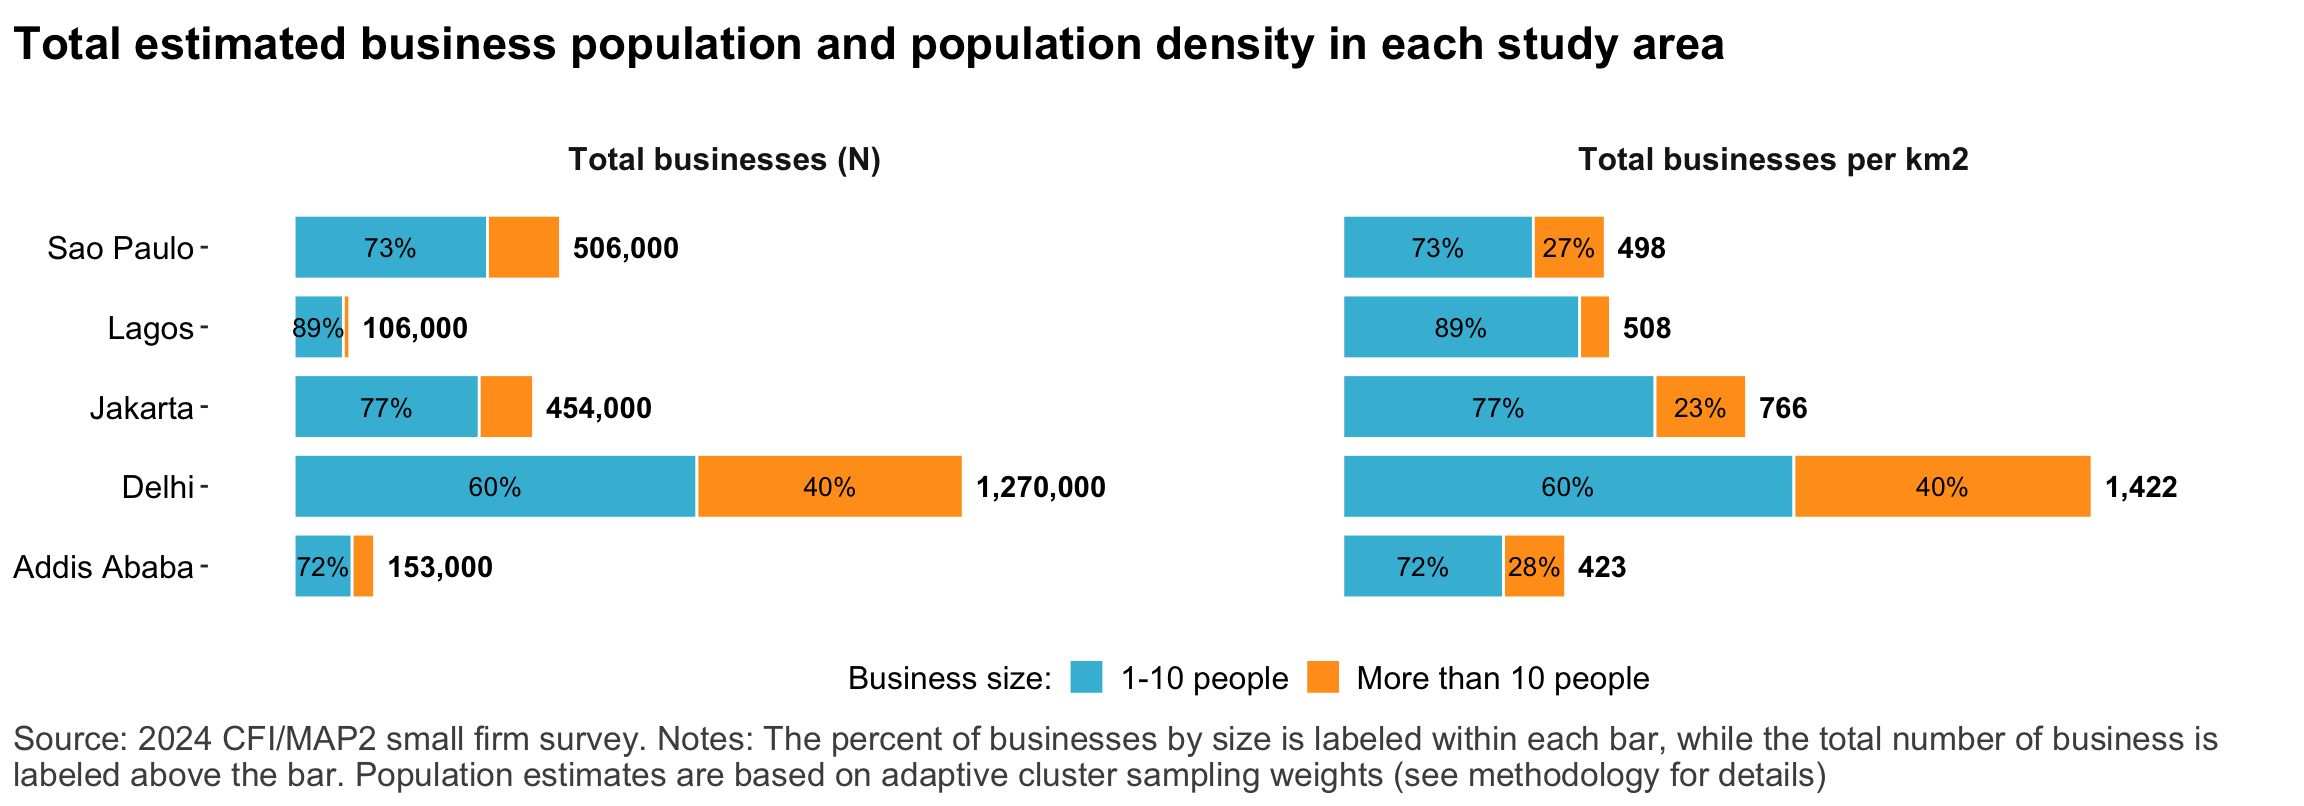 Total estimated business population and population density in each study area
Total businesses (N)
Total businesses per km2
Sao Paulo
73%
506,000
73%
27%
498
Lagos
89%
106,000
89%
508
Jakarta
77%
454,000
77%
23%
766
Delhi
60%
40%
1,270,000
60%
40%
1,422
Addis Ababa
72%
153,000
72%
28%
423
Business size: 1-10 people More than 10 people
Source: 2024 CFI/MAP2 small firm survey. Notes: The percent of businesses by size is labeled within each bar, while the total number of business is
labeled above the bar. Population estimates are based on adaptive cluster sampling weights (see methodology for details)